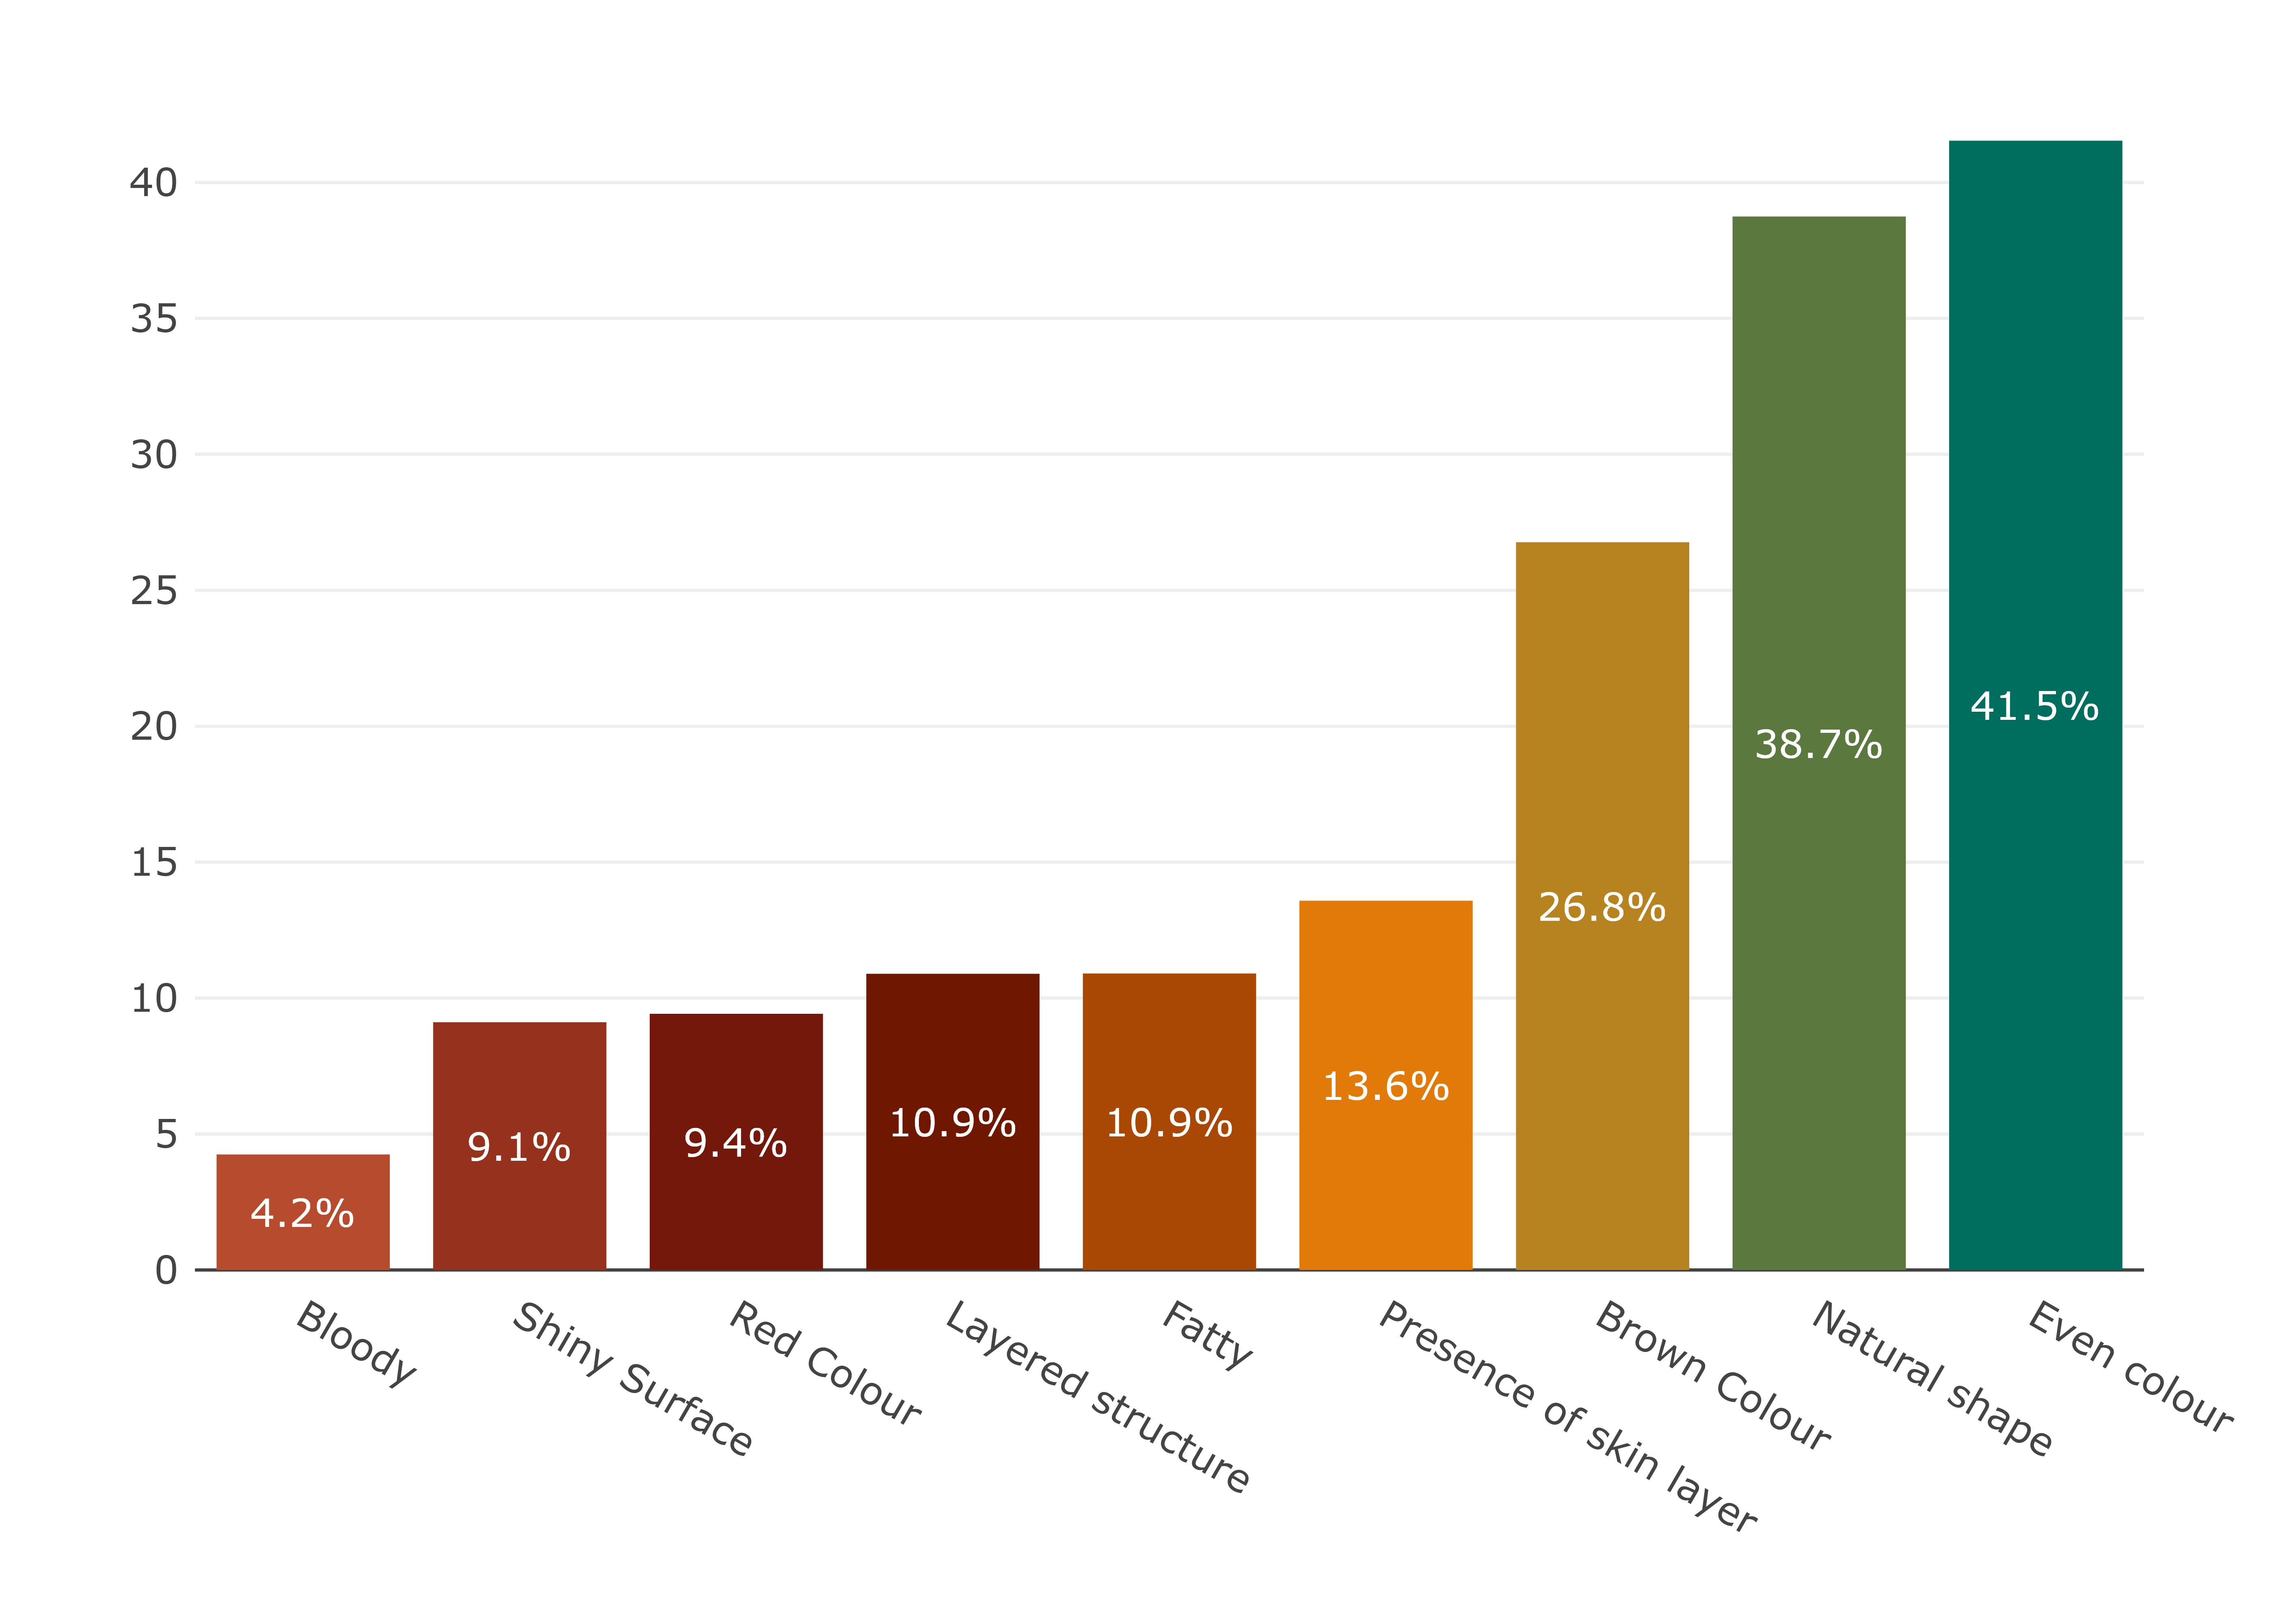 40
35
30
25
20
15
10
5
0
4.2%
9.1%
9.4%
10.9%
10.9%
13.6%
26.8%
38.7%
41.5%
Bloody
Shiny Surface
Red Colour
Layered structure
Fatty
Presence of skin layer
Brown Colour
Natural shape
Even colour